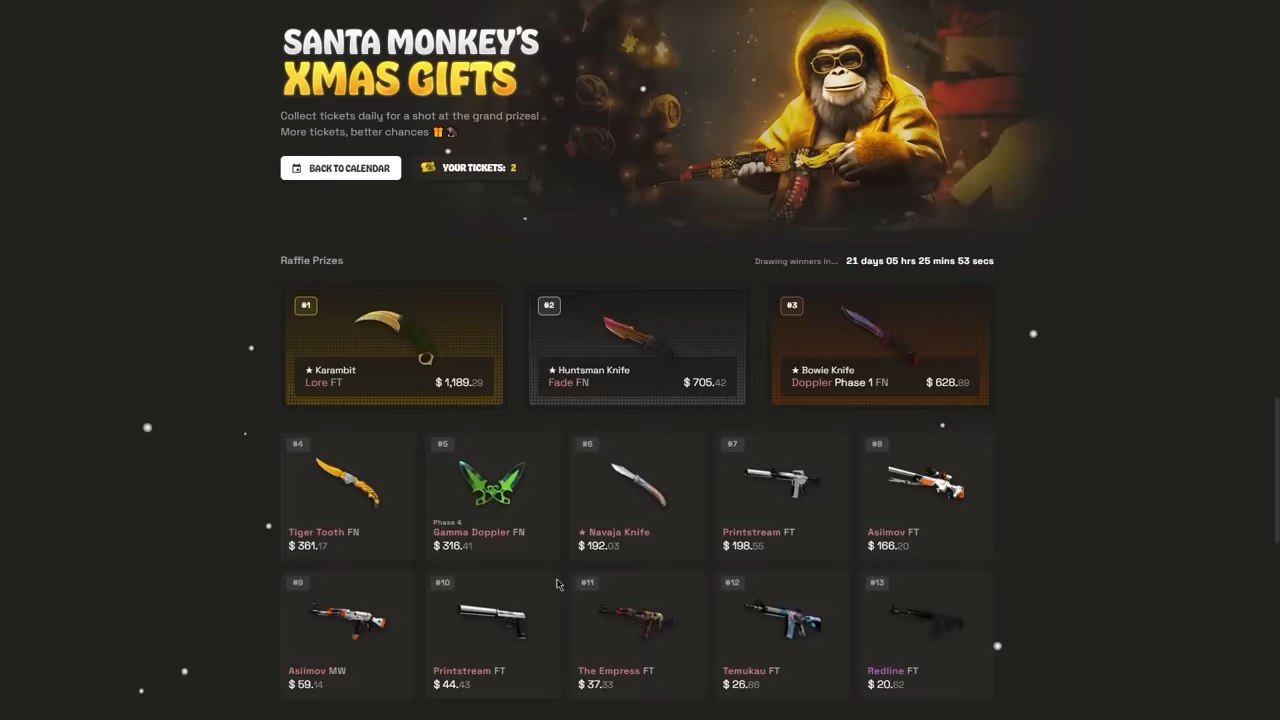 SANTA MONKEY'S
XMAS GIFTS
Collect tickets daily for a shot at the grand prizes!
More tickets, better chances
BACK TO CALENDAR
YOUR TICKETS: 2
Raffle Prizes
Drawing winners in... 21 days 05 hrs 25 mins 53 secs
#1
★ Karambit
Lore FT
$ 1,189.29
#2
★ Huntsman Knife
Fade FN
$ 705.42
#3
★ Bowie Knife
Doppler Phase 1 FN
$ 628.89
#4
Tiger Tooth FN
$ 361.17
#5
Phase 4
Gamma Doppler FN
$ 316.41
#6
★ Navaja Knife
$ 192.03
#7
Printstream FT
$ 198.55
#8
Asiimov FT
$ 166.20
#9
Asiimov MW
$ 59.14
#10
Printstream FT
$ 44.43
#11
The Empress FT
$ 37.33
#12
Temukau FT
$ 26.86
#13
Redline FT
$ 20.62